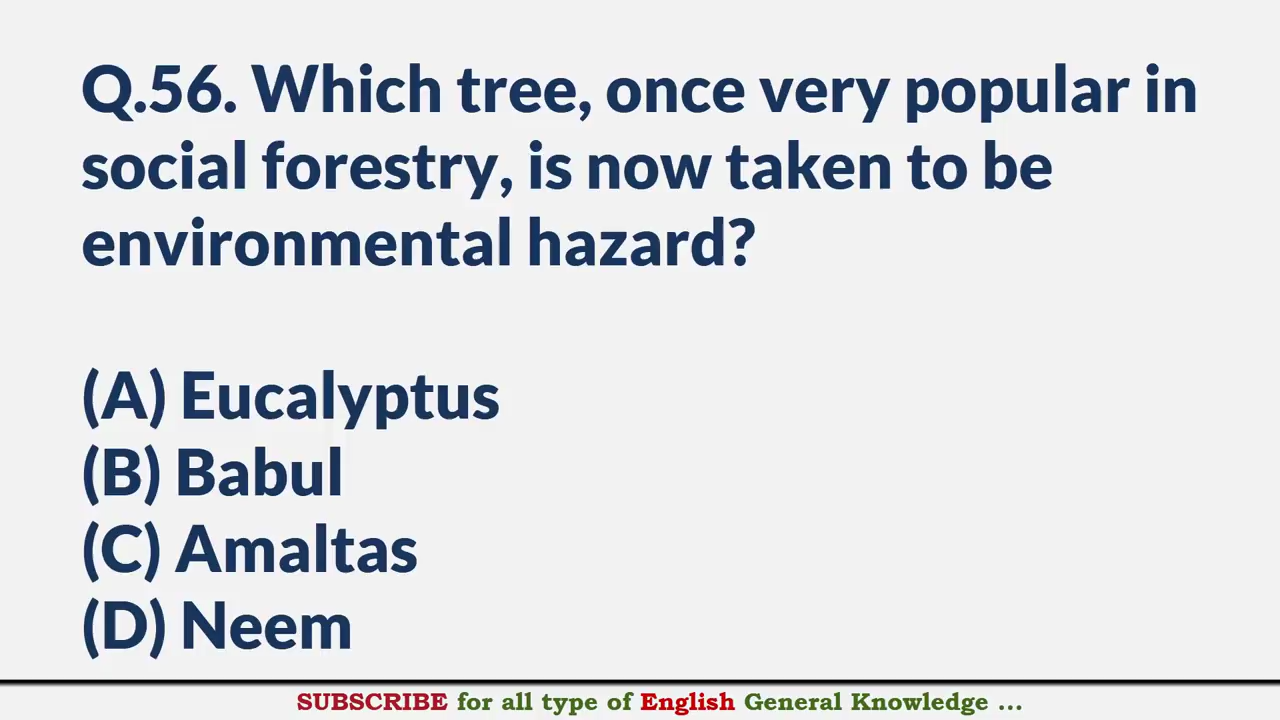 Q.56. Which tree, once very popular in
social forestry, is now taken to be
environmental hazard?
(A) Eucalyptus
(B) Babul
(C) Amaltas
(D) Neem
SUBSCRIBE for all type of English General Knowledge ...